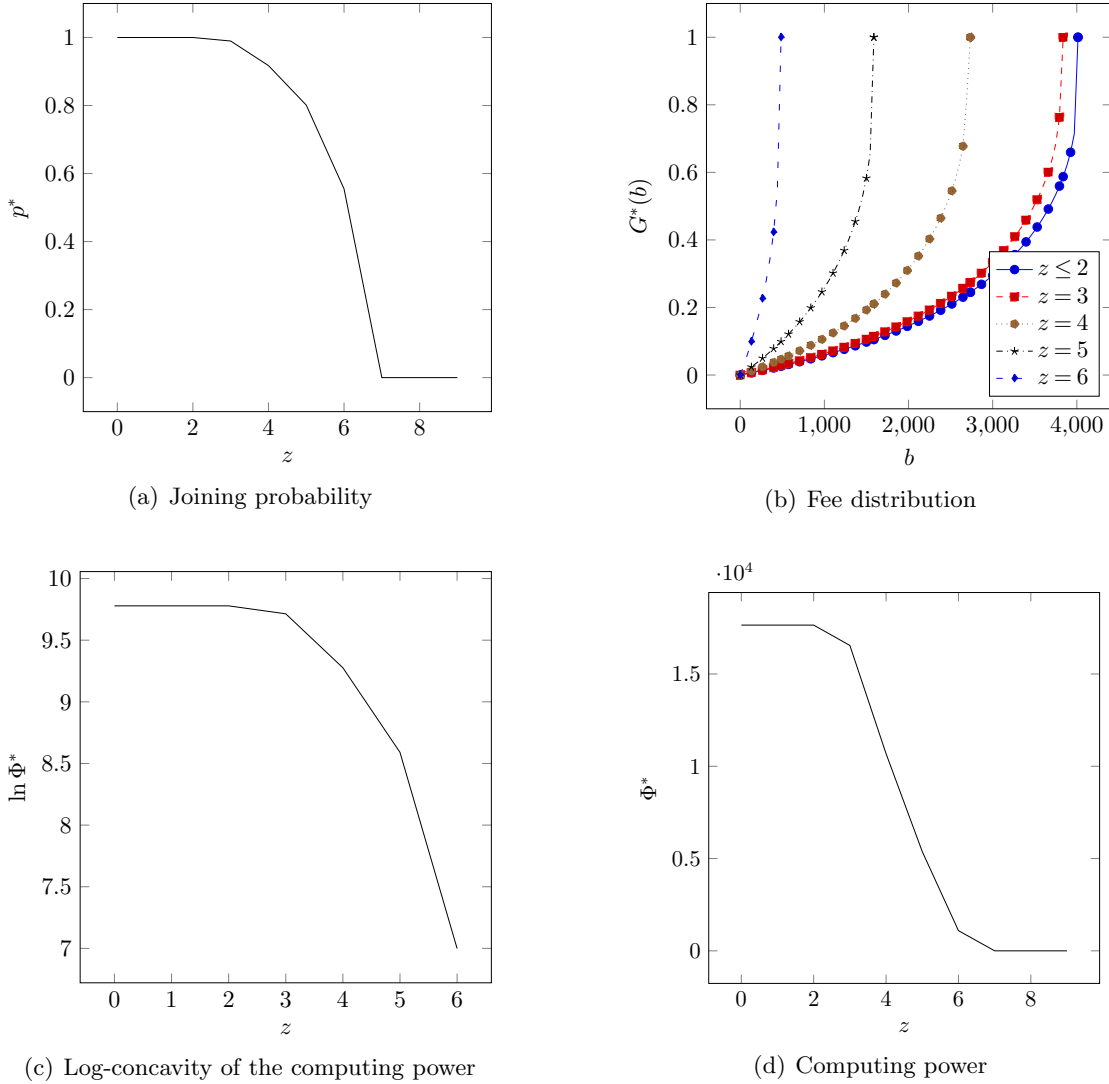 1
0.8
0.6
0.4
0.2
0
p*
0 2 4 6 8
z
(a) Joining probability
1
0.8
0.6
0.4
0.2
0
G*(b)
0 1,000 2,000 3,000 4,000
b
z ≤ 2
z = 3
z = 4
z = 5
z = 6
(b) Fee distribution
10
9.5
9
8.5
8
7.5
7
ln Φ*
0 1 2 3 4 5 6
z
(c) Log-concavity of the computing power
·10⁴
1.5
1
0.5
0
Φ*
0 2 4 6 8
z
(d) Computing power